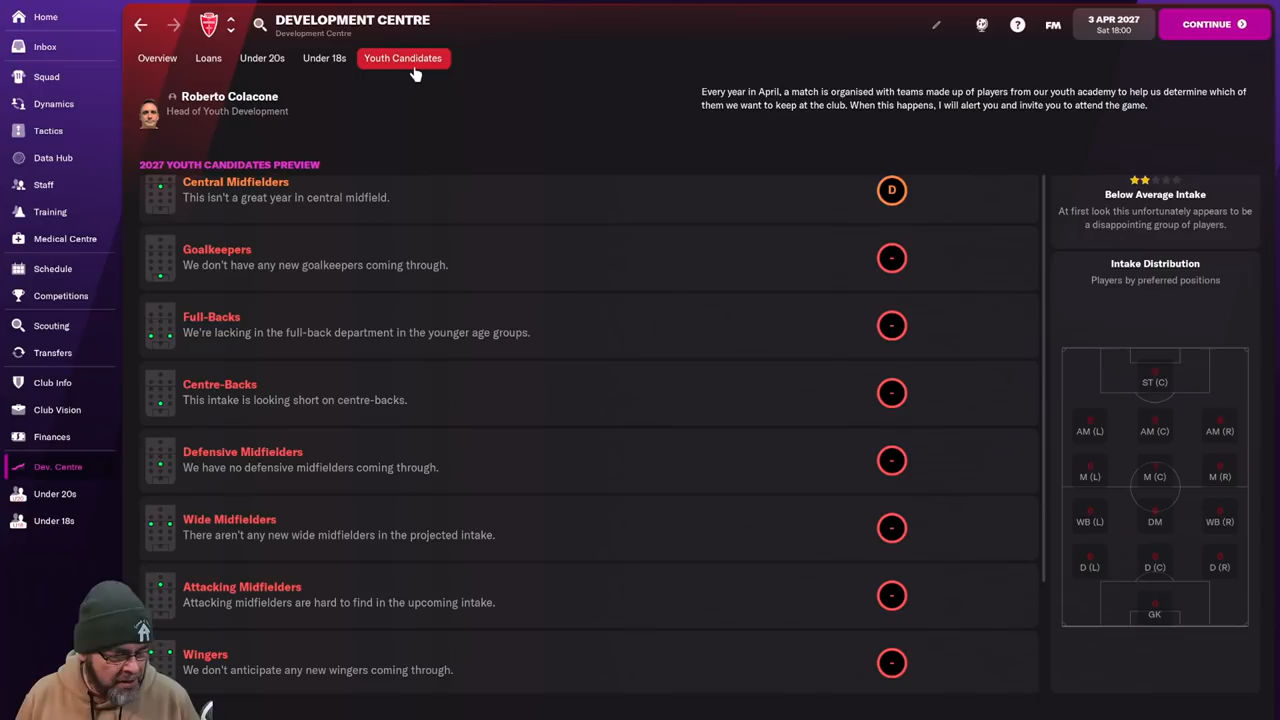 Home
Inbox
Squad
Dynamics
Tactics
Data Hub
Staff
Training
Medical Centre
Schedule
Competitions
Scouting
Transfers
Club Info
Club Vision
Finances
Dev. Centre
Under 20s
Under 18s
DEVELOPMENT CENTRE
Development Centre
FM
3 APR 2027
Sat 18:00
CONTINUE
Overview
Loans
Under 20s
Under 18s
Youth Candidates
Roberto Colacone
Head of Youth Development
Every year in April, a match is organised with teams made up of players from our youth academy to help us determine which of
them we want to keep at the club. When this happens, I will alert you and invite you to attend the game.
2027 YOUTH CANDIDATES PREVIEW
Central Midfielders
This isn't a great year in central midfield.
D
Goalkeepers
We don't have any new goalkeepers coming through.
-
Full-Backs
We're lacking in the full-back department in the younger age groups.
-
Centre-Backs
This intake is looking short on centre-backs.
-
Defensive Midfielders
We have no defensive midfielders coming through.
-
Wide Midfielders
There aren't any new wide midfielders in the projected intake.
-
Attacking Midfielders
Attacking midfielders are hard to find in the upcoming intake.
-
Wingers
We don't anticipate any new wingers coming through.
-
Below Average Intake
At first look this unfortunately appears to be
a disappointing group of players.
Intake Distribution
Players by preferred positions
ST (C)
AM (L)
AM (C)
AM (R)
M (L)
M (C)
M (R)
WB (L)
DM
WB (R)
D (L)
D (C)
D (R)
GK